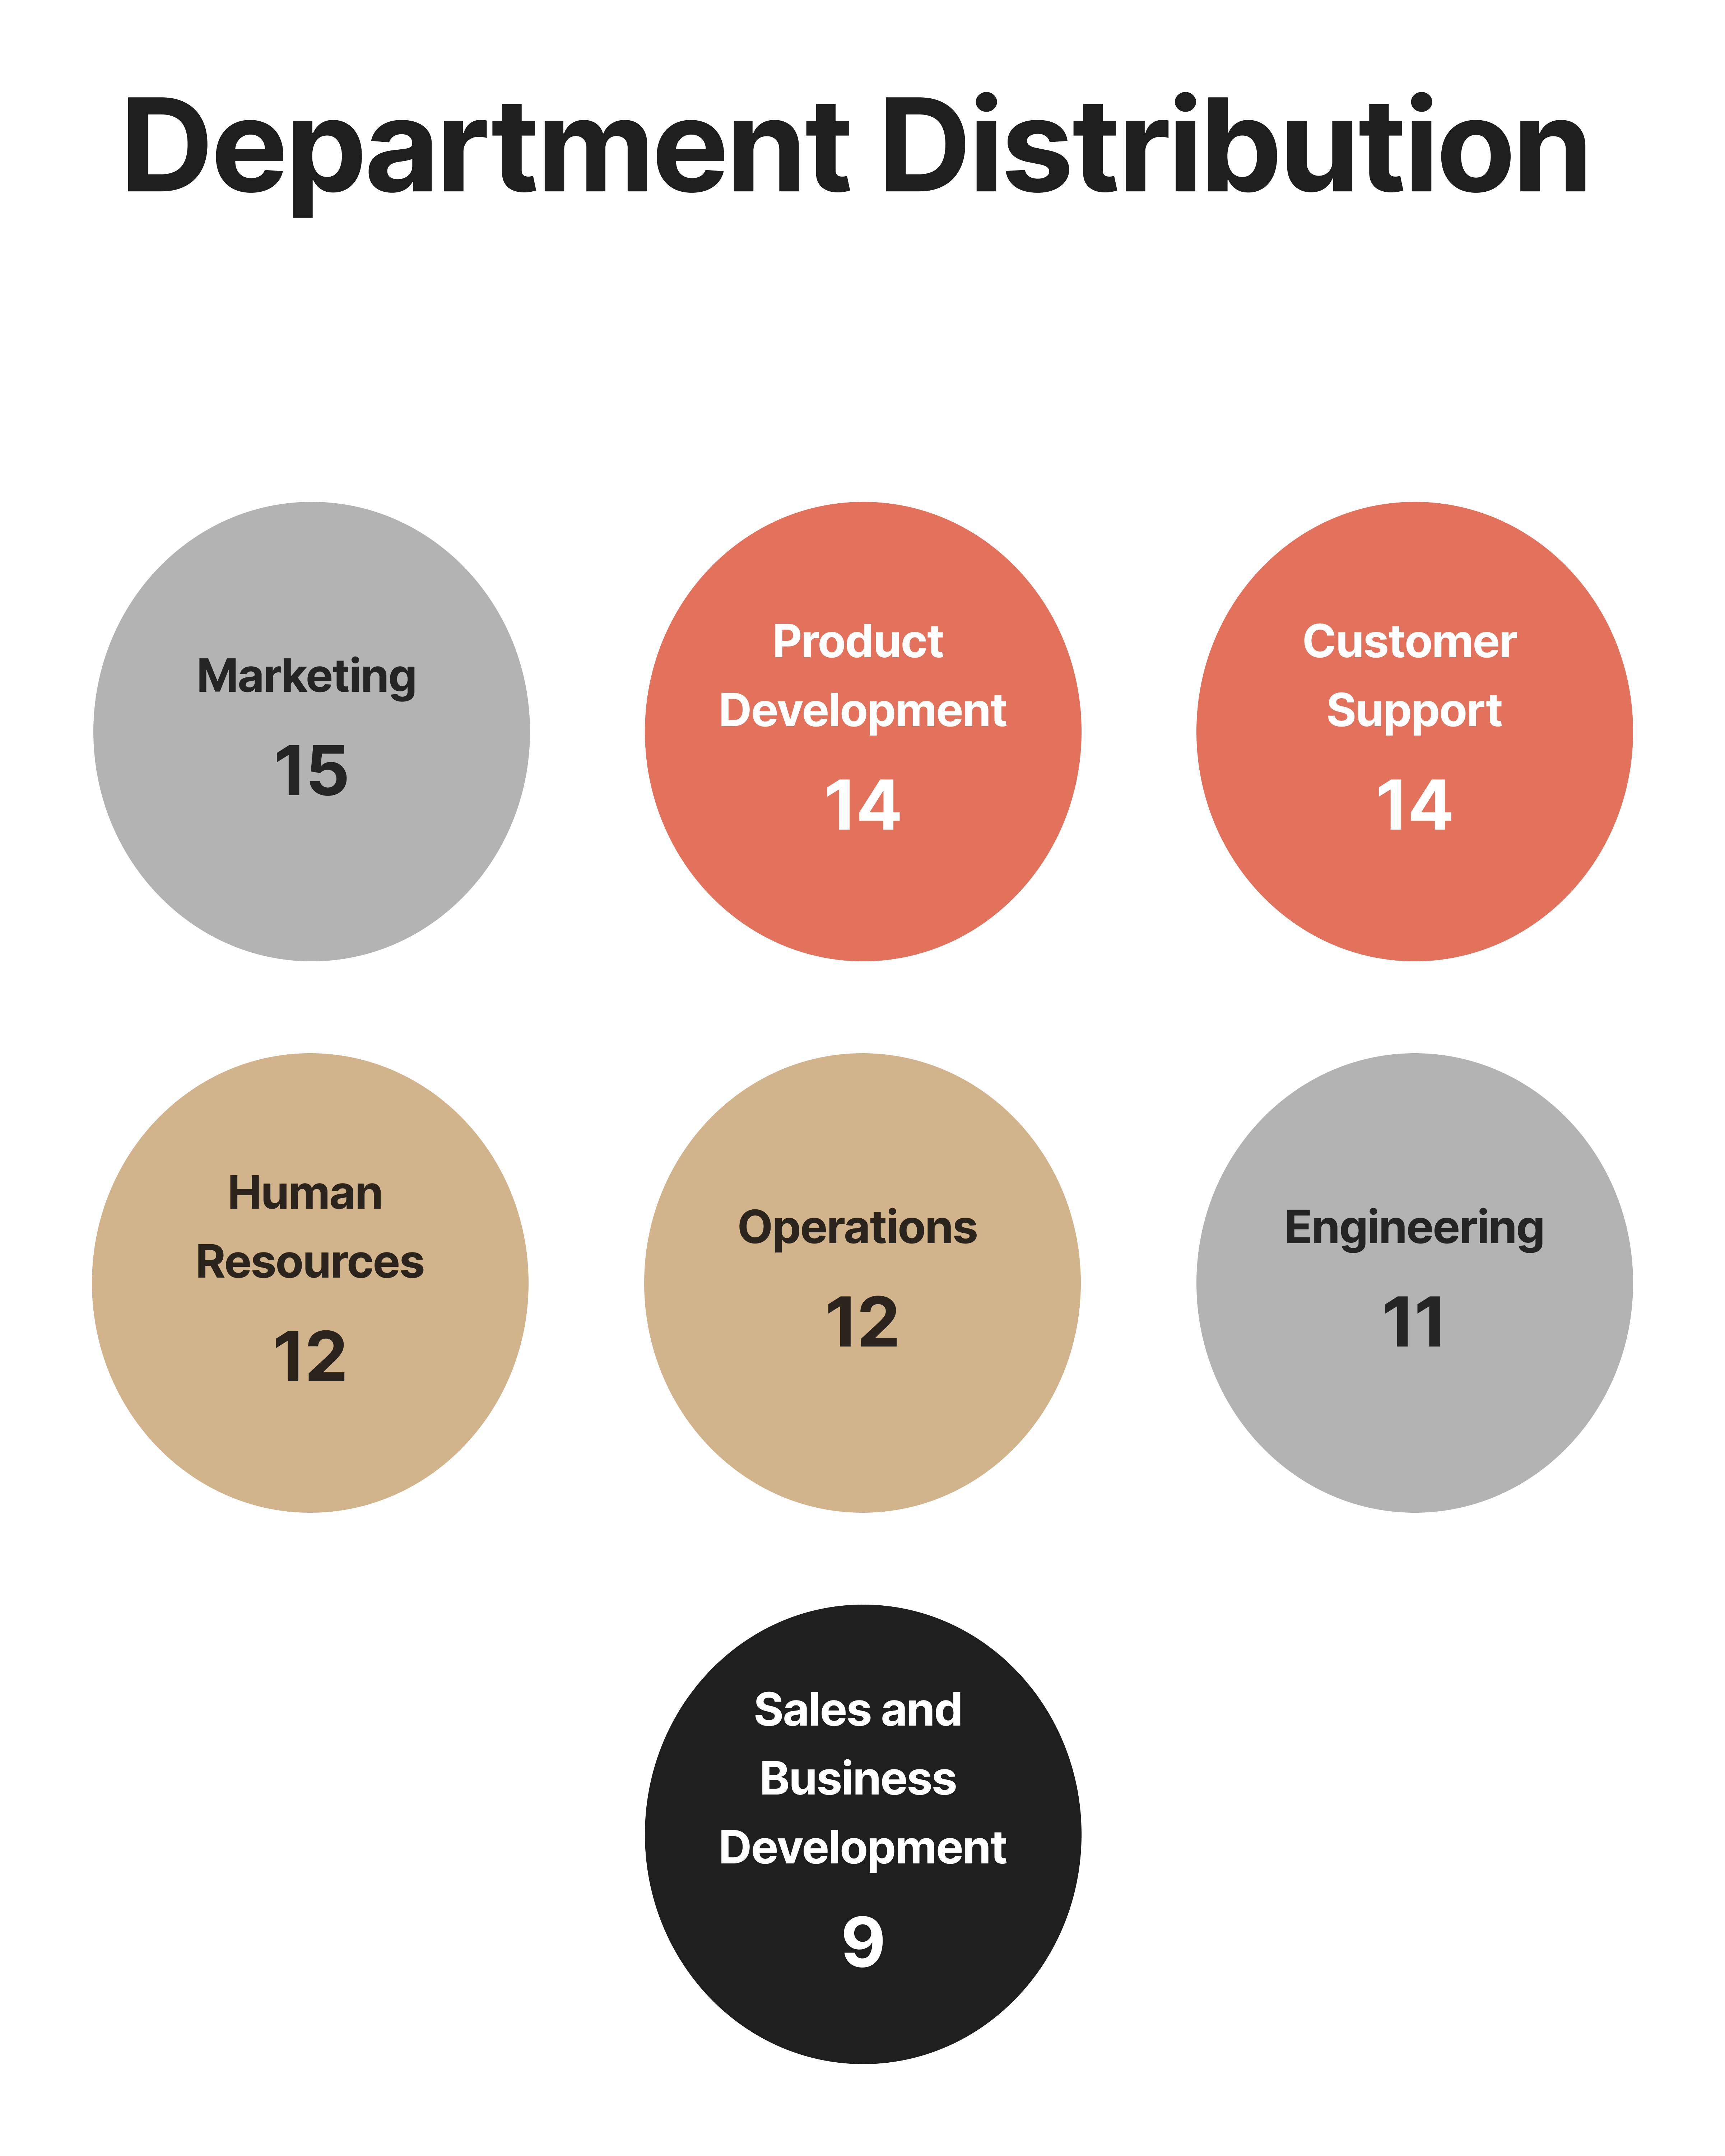 Department Distribution
Marketing
15
Product
Development
14
Customer
Support
14
Human
Resources
12
Operations
12
Engineering
11
Sales and
Business
Development
9